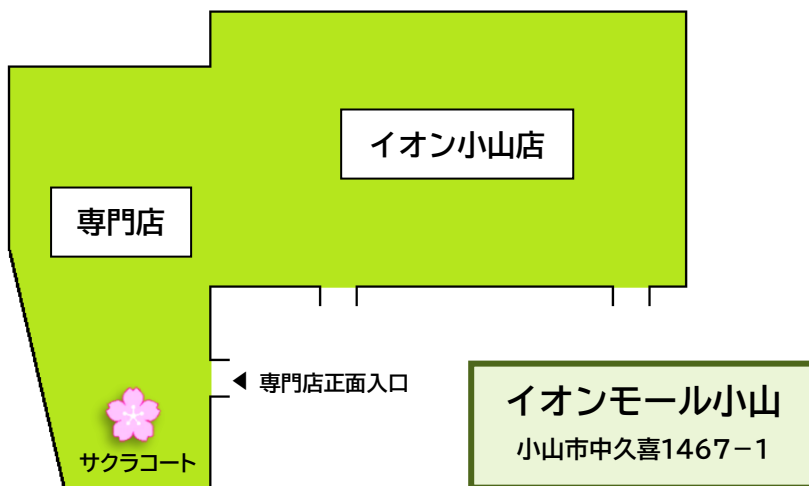 イオン小山店
専門店
◀ 専門店正面入口
サクラコート
イオンモール小山
小山市中久喜1467−1